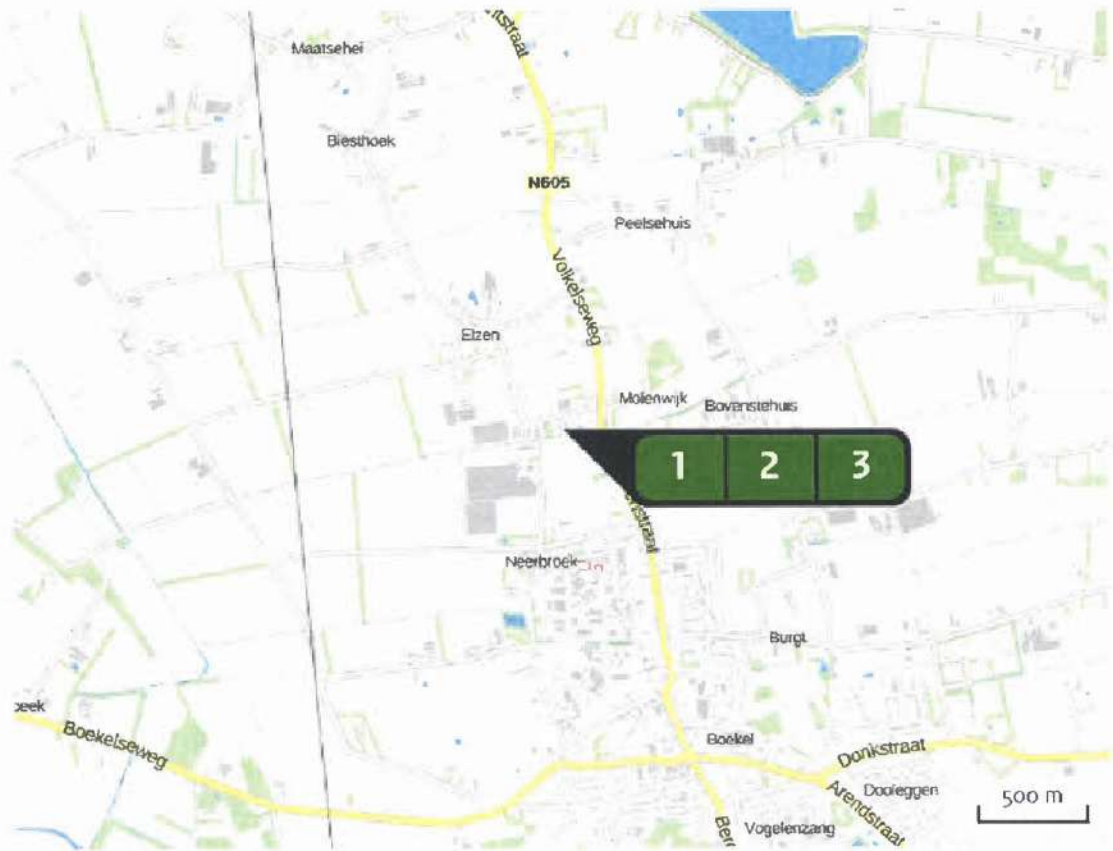 Maatsehei
Biesthoek
N605
Peelsehuis
Volkelseweg
Elzen
Molenwijk
Bovenstehuis
1 2 3
Neerbroek
Burgt
Boekelseweg
Boekel
Donkstraat
Dooleggen
Arendstraat
500 m
Vogelenzang